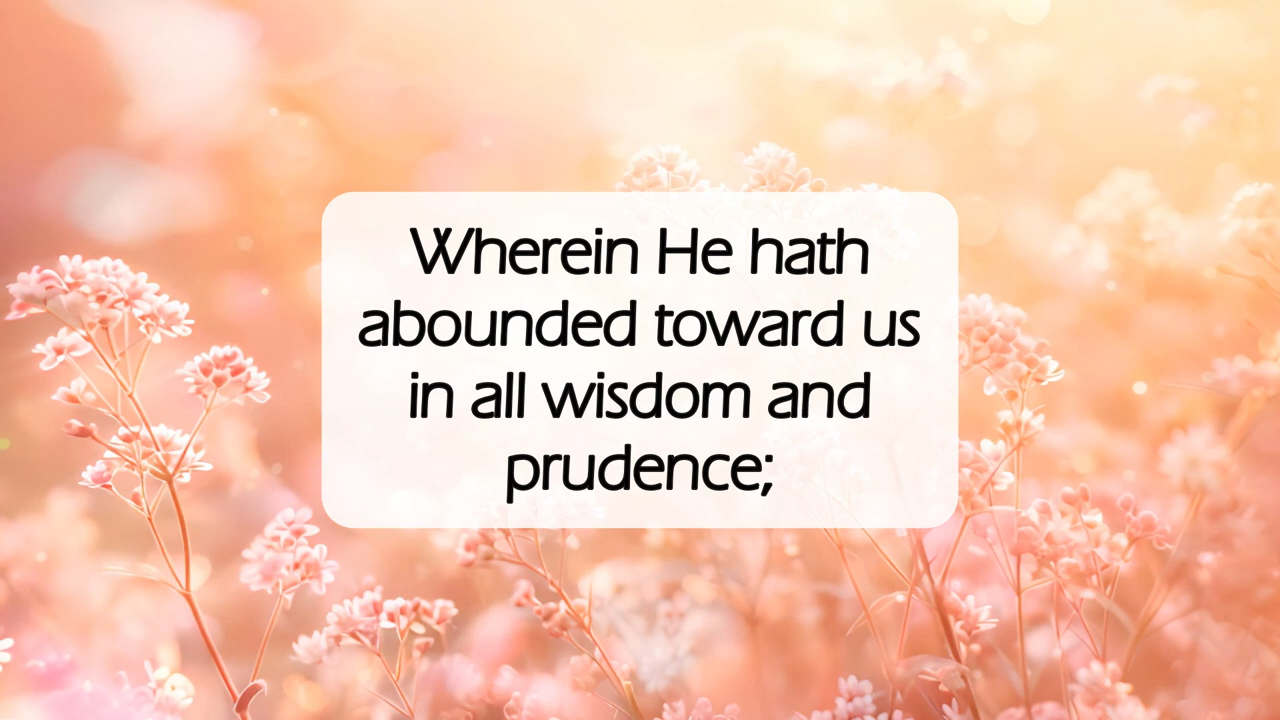 Wherein He hath
abounded toward us
in all wisdom and
prudence;